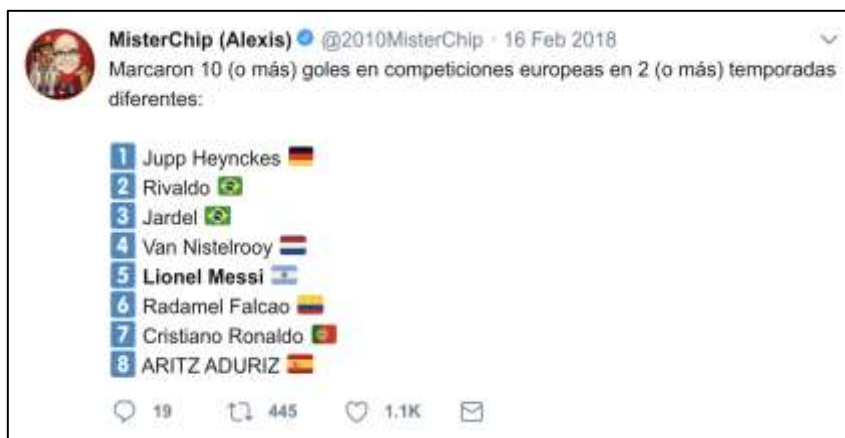 MisterChip (Alexis) @2010MisterChip · 16 Feb 2018
Marcaron 10 (o más) goles en competiciones europeas en 2 (o más) temporadas
diferentes:
1 Jupp Heynckes
2 Rivaldo
3 Jardel
4 Van Nistelrooy
5 Lionel Messi
6 Radamel Falcao
7 Cristiano Ronaldo
8 ARITZ ADURIZ
19 445 1.1K